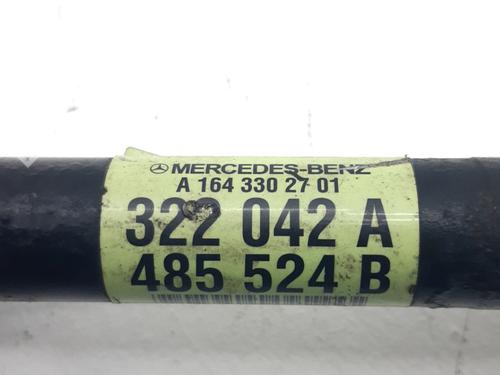 MERCEDES-BENZ
A 164 330 27 01
322 042 A
485 524 B